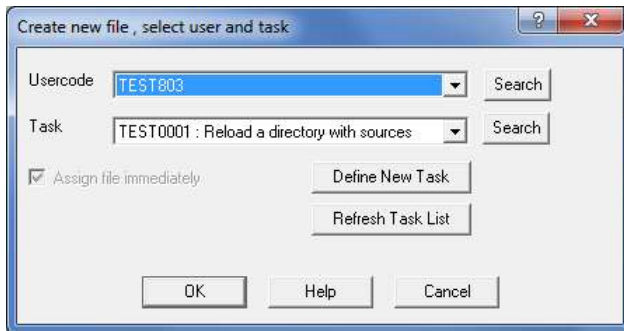 Create new file , select user and task
Usercode TEST803 Search
Task TEST0001 : Reload a directory with sources Search
Assign file immediately Define New Task
Refresh Task List
OK Help Cancel